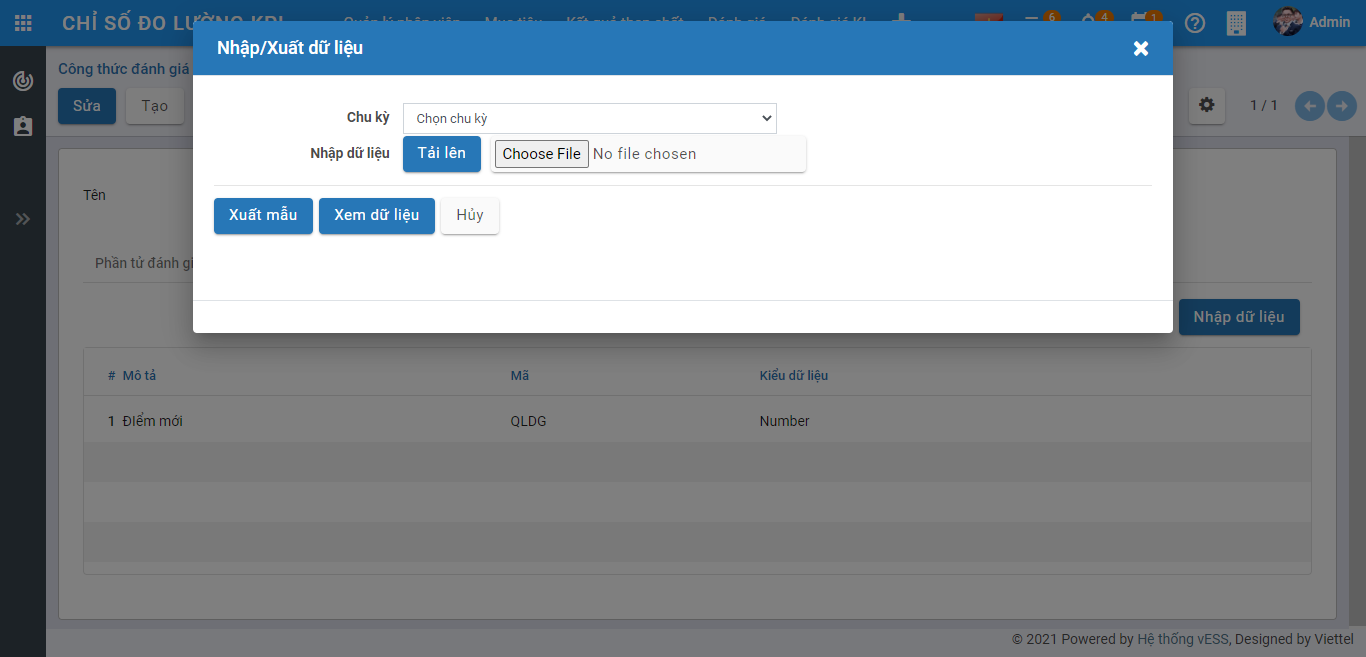 CHỈ SỐ ĐO LƯỜNG KPI
6
4
1
Admin
Nhập/Xuất dữ liệu
Công thức đánh giá
Sửa
Tạo
1 / 1
Chu kỳ
Chọn chu kỳ
Nhập dữ liệu
Tải lên
Choose File
No file chosen
Tên
Xuất mẫu
Xem dữ liệu
Hủy
Phần tử đánh gi
Nhập dữ liệu
# Mô tả Mã Kiểu dữ liệu
1 Điểm mới QLDG Number
© 2021 Powered by Hệ thống vESS, Designed by Viettel